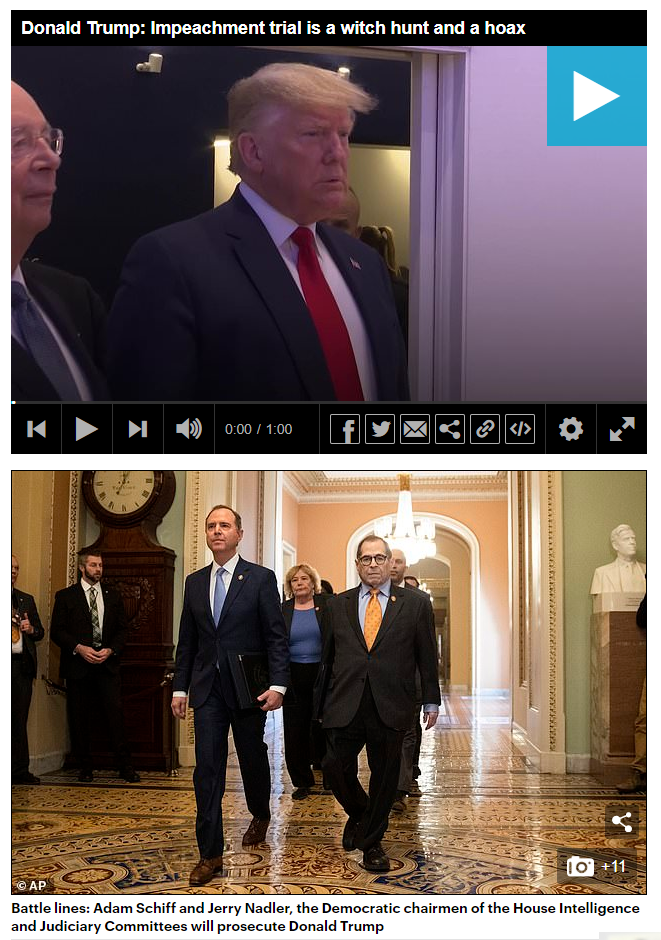 Donald Trump: Impeachment trial is a witch hunt and a hoax
0:00 / 1:00
+11
© AP
Battle lines: Adam Schiff and Jerry Nadler, the Democratic chairmen of the House Intelligence
and Judiciary Committees will prosecute Donald Trump